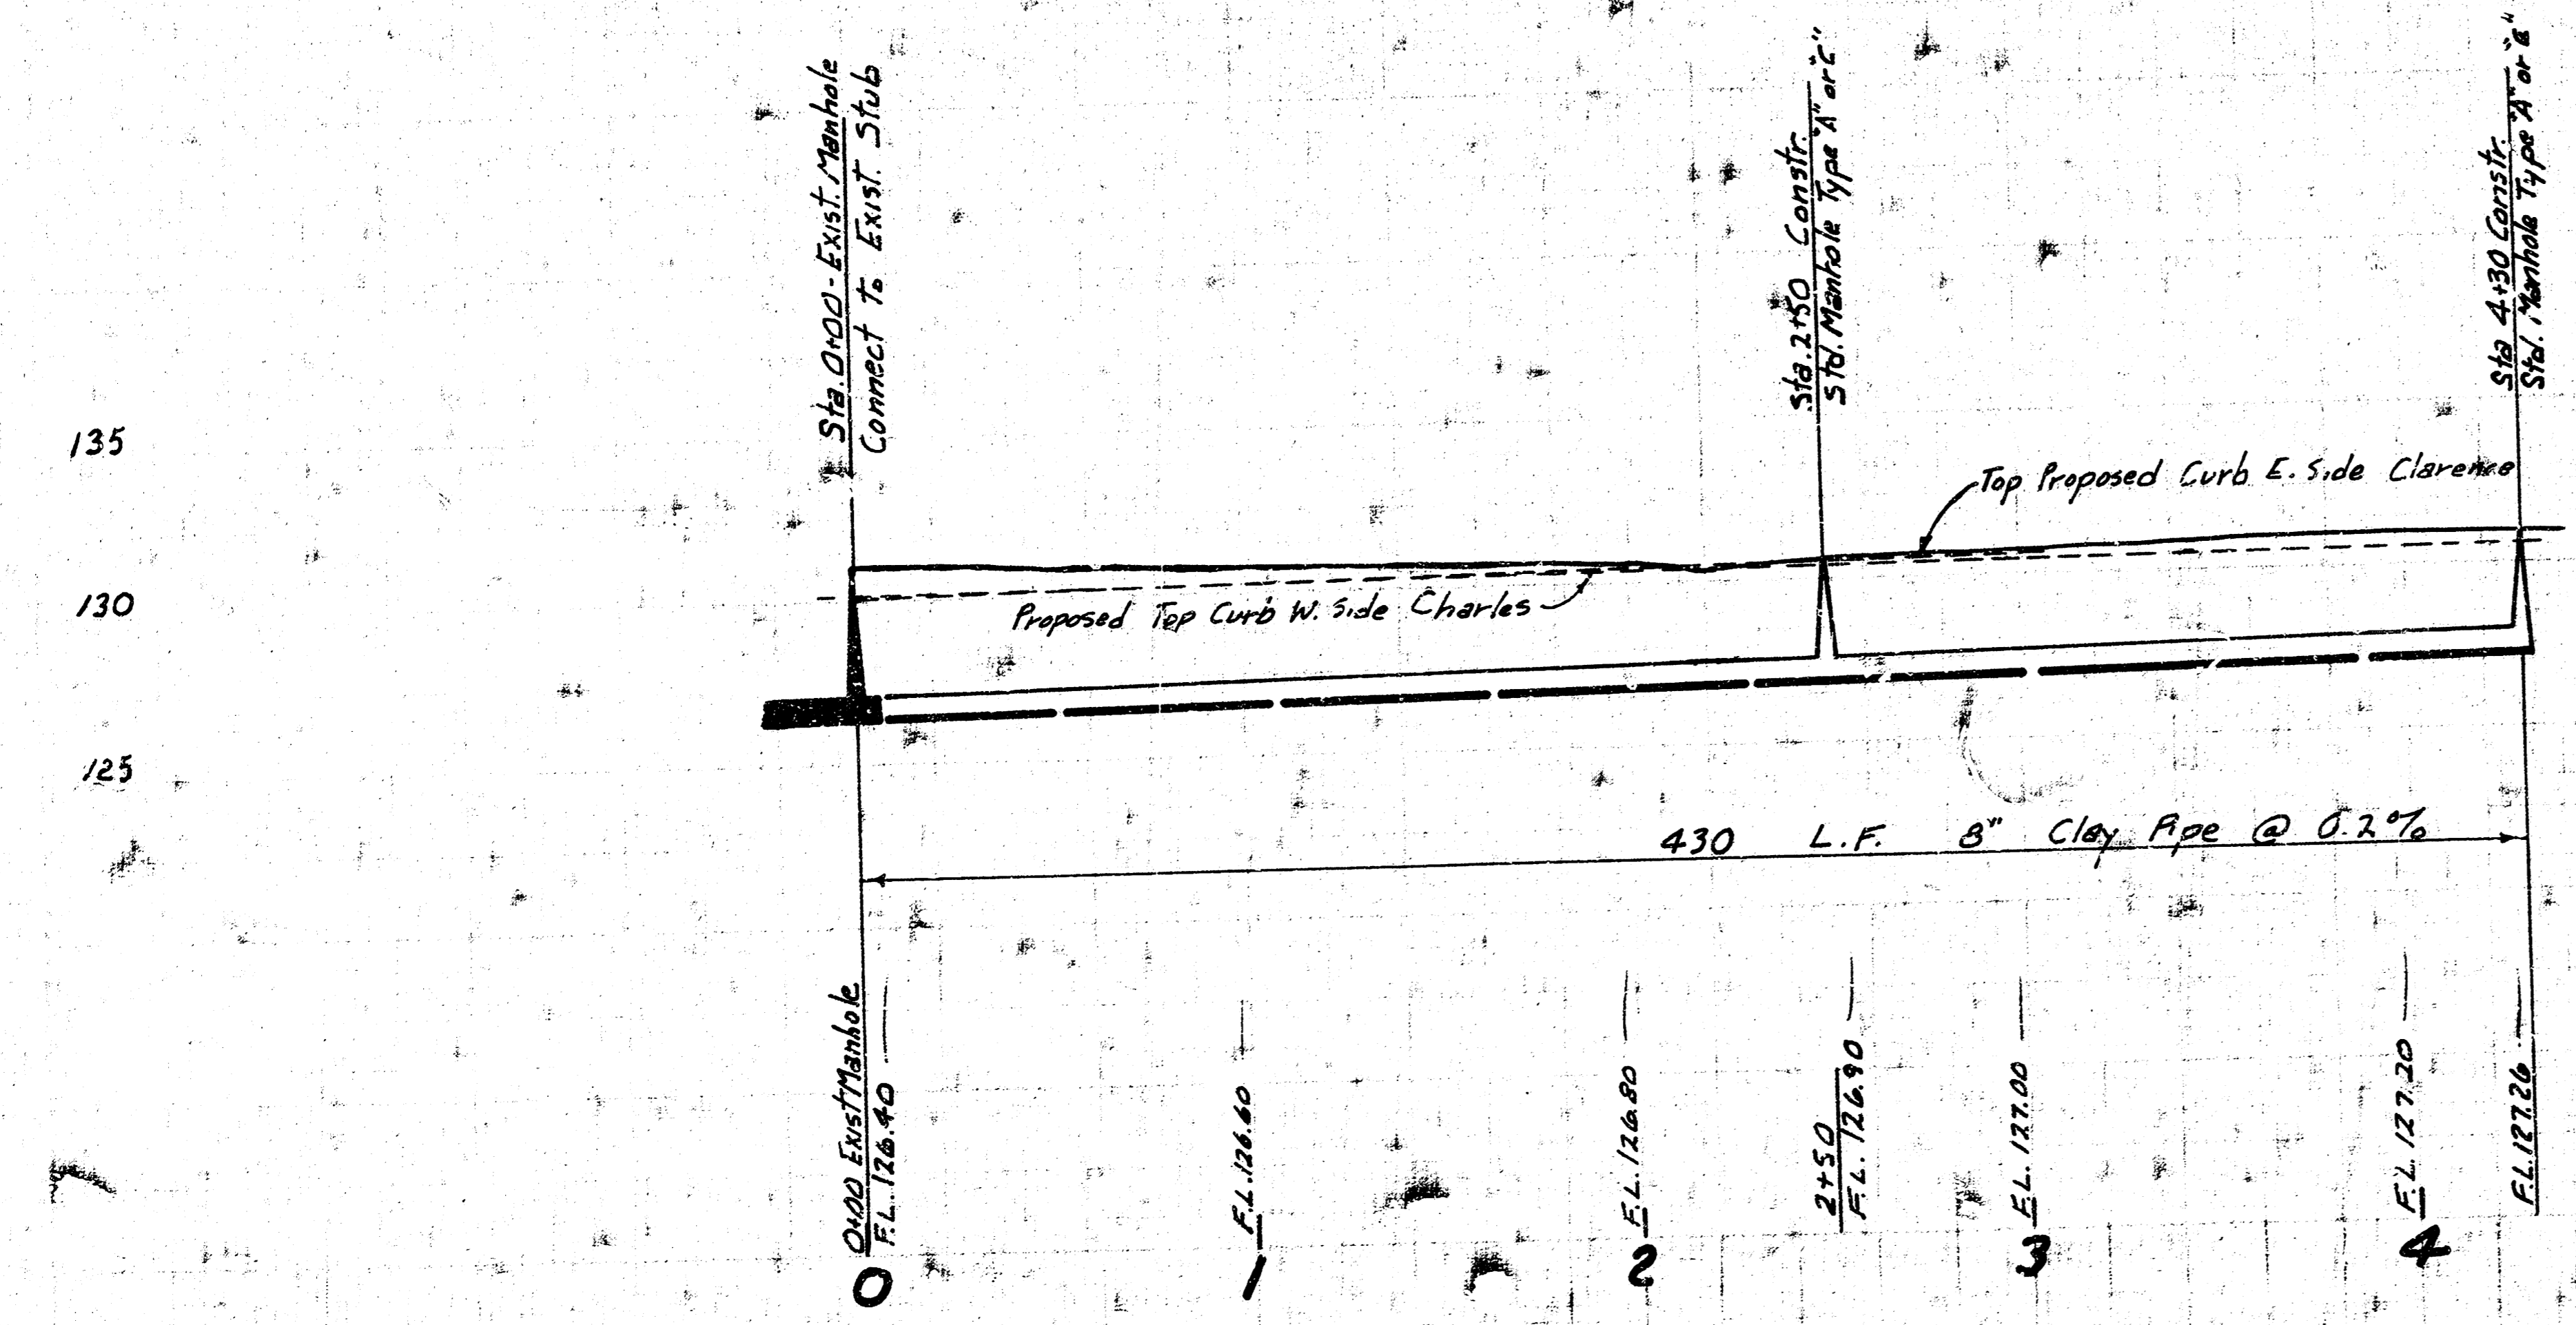 Sta. 0+00 - Exist. Manhole
Connect to Exist. Stub
Sta. 2+50 Constr.
Std. Manhole Type "A" or "C"
Sta 4+30 Constr.
Std. Manhole Type "A" or "B"
135
Top Proposed Curb E. Side Clarence
130
Proposed Top Curb W. Side Charles
125
430 L.F. 8" Clay Pipe @ 0.2%
0+00 Exist Manhole
F.L. 126.40
F.L. 126.60
F.L. 126.80
2+50
F.L. 126.90
F.L. 127.00
F.L. 127.20
F.L. 127.26
0 1 2 3 4